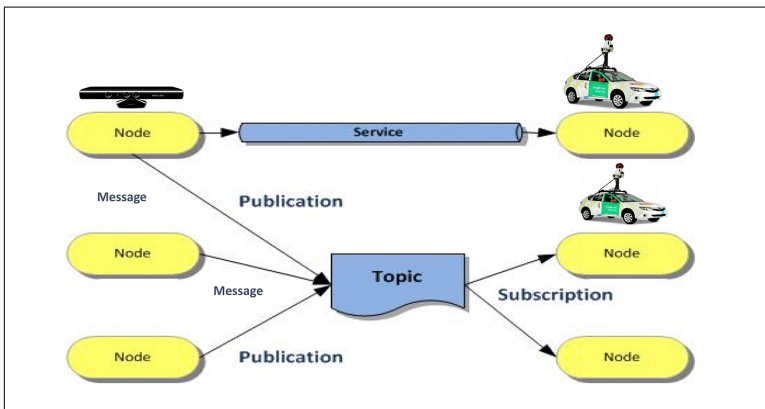 Node
Service
Node
Message
Publication
Node
Message
Topic
Node
Subscription
Node
Publication
Node